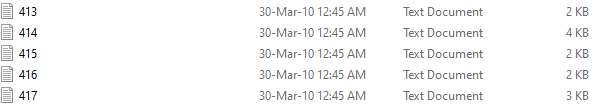 413 30-Mar-10 12:45 AM Text Document 2 KB
414 30-Mar-10 12:45 AM Text Document 4 KB
415 30-Mar-10 12:45 AM Text Document 2 KB
416 30-Mar-10 12:45 AM Text Document 2 KB
417 30-Mar-10 12:45 AM Text Document 3 KB